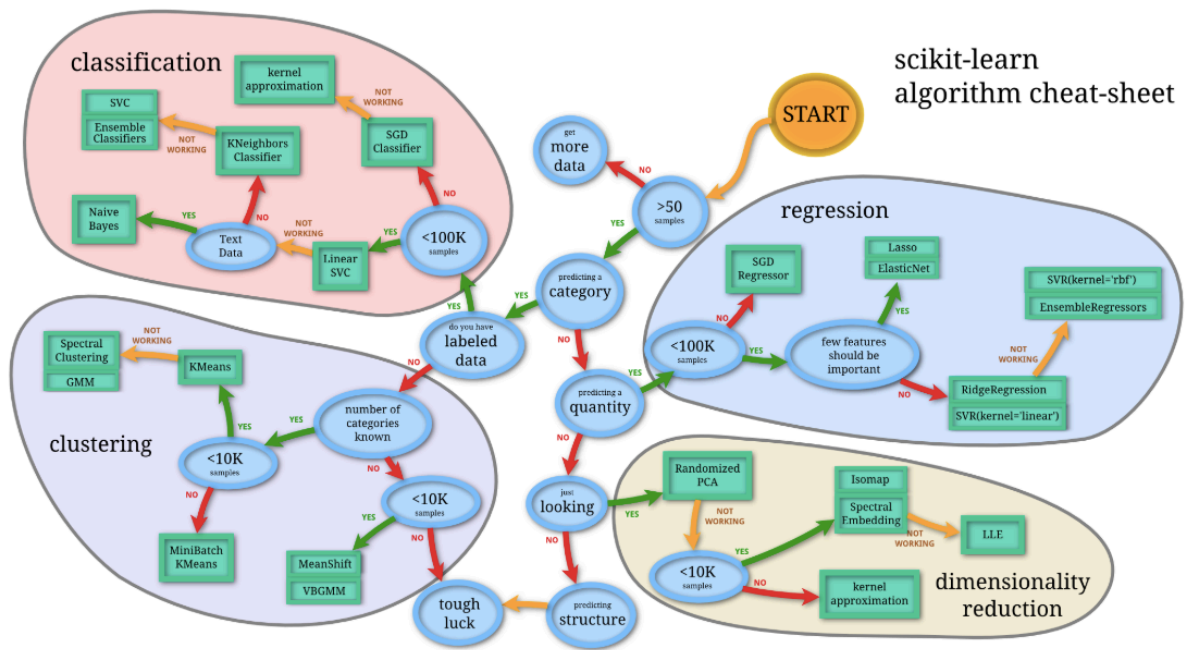 scikit-learn
algorithm cheat-sheet
START
classification
kernel
approximation
NOT
WORKING
SVC
Ensemble
Classifiers
NOT
WORKING
KNeighbors
Classifier
SGD
Classifier
NO
Naive
Bayes
YES
Text
Data
NO
NOT
WORKING
Linear
SVC
YES
<100K
samples
YES
get
more
data
NO
>50
samples
YES
predicting a
category
YES
do you have
labeled
data
NO
NO
predicting a
quantity
YES
NO
just
looking
YES
NO
predicting
structure
tough
luck
regression
SGD
Regressor
NO
<100K
samples
YES
few features
should be
important
Lasso
ElasticNet
YES
NO
RidgeRegression
SVR(kernel='linear')
NOT
WORKING
SVR(kernel='rbf')
EnsembleRegressors
clustering
Spectral
Clustering
GMM
NOT
WORKING
KMeans
YES
<10K
samples
YES
number of
categories
known
NO
NO
MiniBatch
KMeans
<10K
samples
YES
NO
MeanShift
VBGMM
dimensionality
reduction
Randomized
PCA
NOT
WORKING
<10K
samples
YES
Isomap
Spectral
Embedding
NOT
WORKING
LLE
NO
kernel
approximation